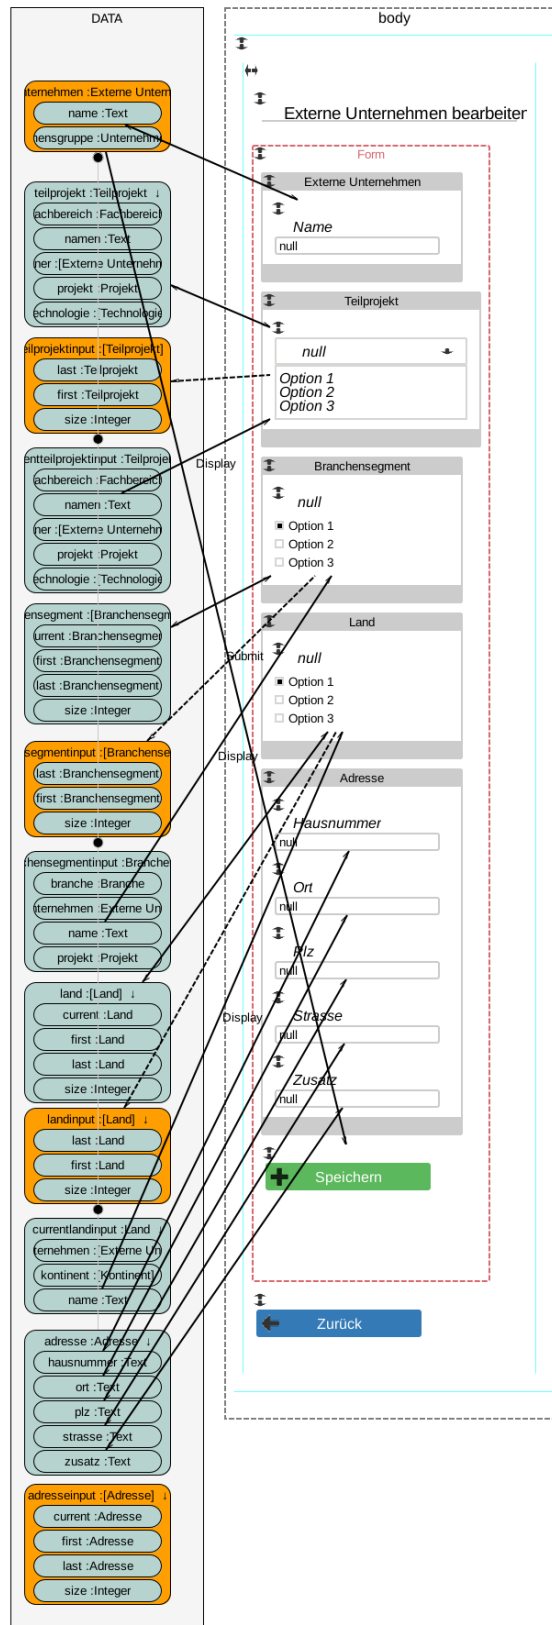 DATA
ternehmen :Externe Untern
name :Text
ensgruppe :Unternehm
teilprojekt :Teilprojekt ↓
achbereich :Fachbereich
namen :Text
ner :[Externe Unternehm
projekt :Projekt
echnologie :[Technologie
eilprojektinput :[Teilprojekt]
last :Teilprojekt
first :Teilprojekt
size :Integer
entteilprojektinput :Teilproje
achbereich :Fachbereich
namen :Text
ner :[Externe Unternehm
projekt :Projekt
echnologie :[Technologie
ensegment :[Branchensegn
urrent :Branchensegmer
first :Branchensegment
last :Branchensegment
size :Integer
segmentinput :[Branchense
last :Branchensegment
first :Branchensegment
size :Integer
chensegmentinput :Branche
branche :Branche
nternehmen :Externe Un
name :Text
projekt :Projekt
land :[Land] ↓
current :Land
first :Land
last :Land
size :Integer
landinput :[Land] ↓
last :Land
first :Land
size :Integer
currentlandinput :Land ↓
ternehmen :[Externe Un
kontinent :[Kontinent]
name :Text
adresse :Adresse ↓
hausnummer :Text
ort :Text
plz :Text
strasse :Text
zusatz :Text
adresseinput :[Adresse] ↓
current :Adresse
first :Adresse
last :Adresse
size :Integer
Display
Submit
Display
Display
body
Externe Unternehmen bearbeiten
Form
Externe Unternehmen
Name
null
Teilprojekt
null
Option 1
Option 2
Option 3
Branchensegment
null
Option 1
Option 2
Option 3
Land
null
Option 1
Option 2
Option 3
Adresse
Hausnummer
null
Ort
null
Plz
null
Strasse
null
Zusatz
null
Speichern
Zurück